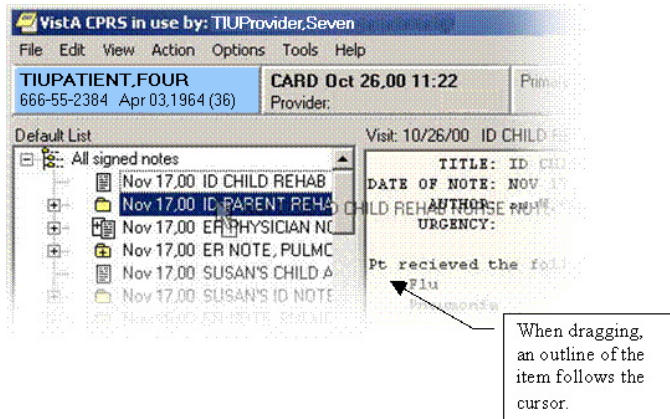 VistA CPRS in use by: TIUProvider,Seven
File Edit View Action Options Tools Help
TIUPATIENT,FOUR
666-55-2384 Apr 03,1964 (36)
CARD Oct 26,00 11:22
Provider:
Default List
Visit: 10/26/00 ID CHILD
All signed notes
Nov 17,00 ID CHILD REHAB
Nov 17,00 ID PARENT REHA
Nov 17,00 ER PHYSICIAN NO
Nov 17,00 ER NOTE, PULMO
Nov 17,00 SUSAN'S CHILD A
Nov 17,00 SUSAN'S ID NOTE
TITLE: ID
DATE OF NOTE: NOV
AUTHOR:
CHILD REHAB NURSE NOTE
URGENCY:
Pt recieved the
Flu
Pneumonia
When dragging,
an outline of the
item follows the
cursor.